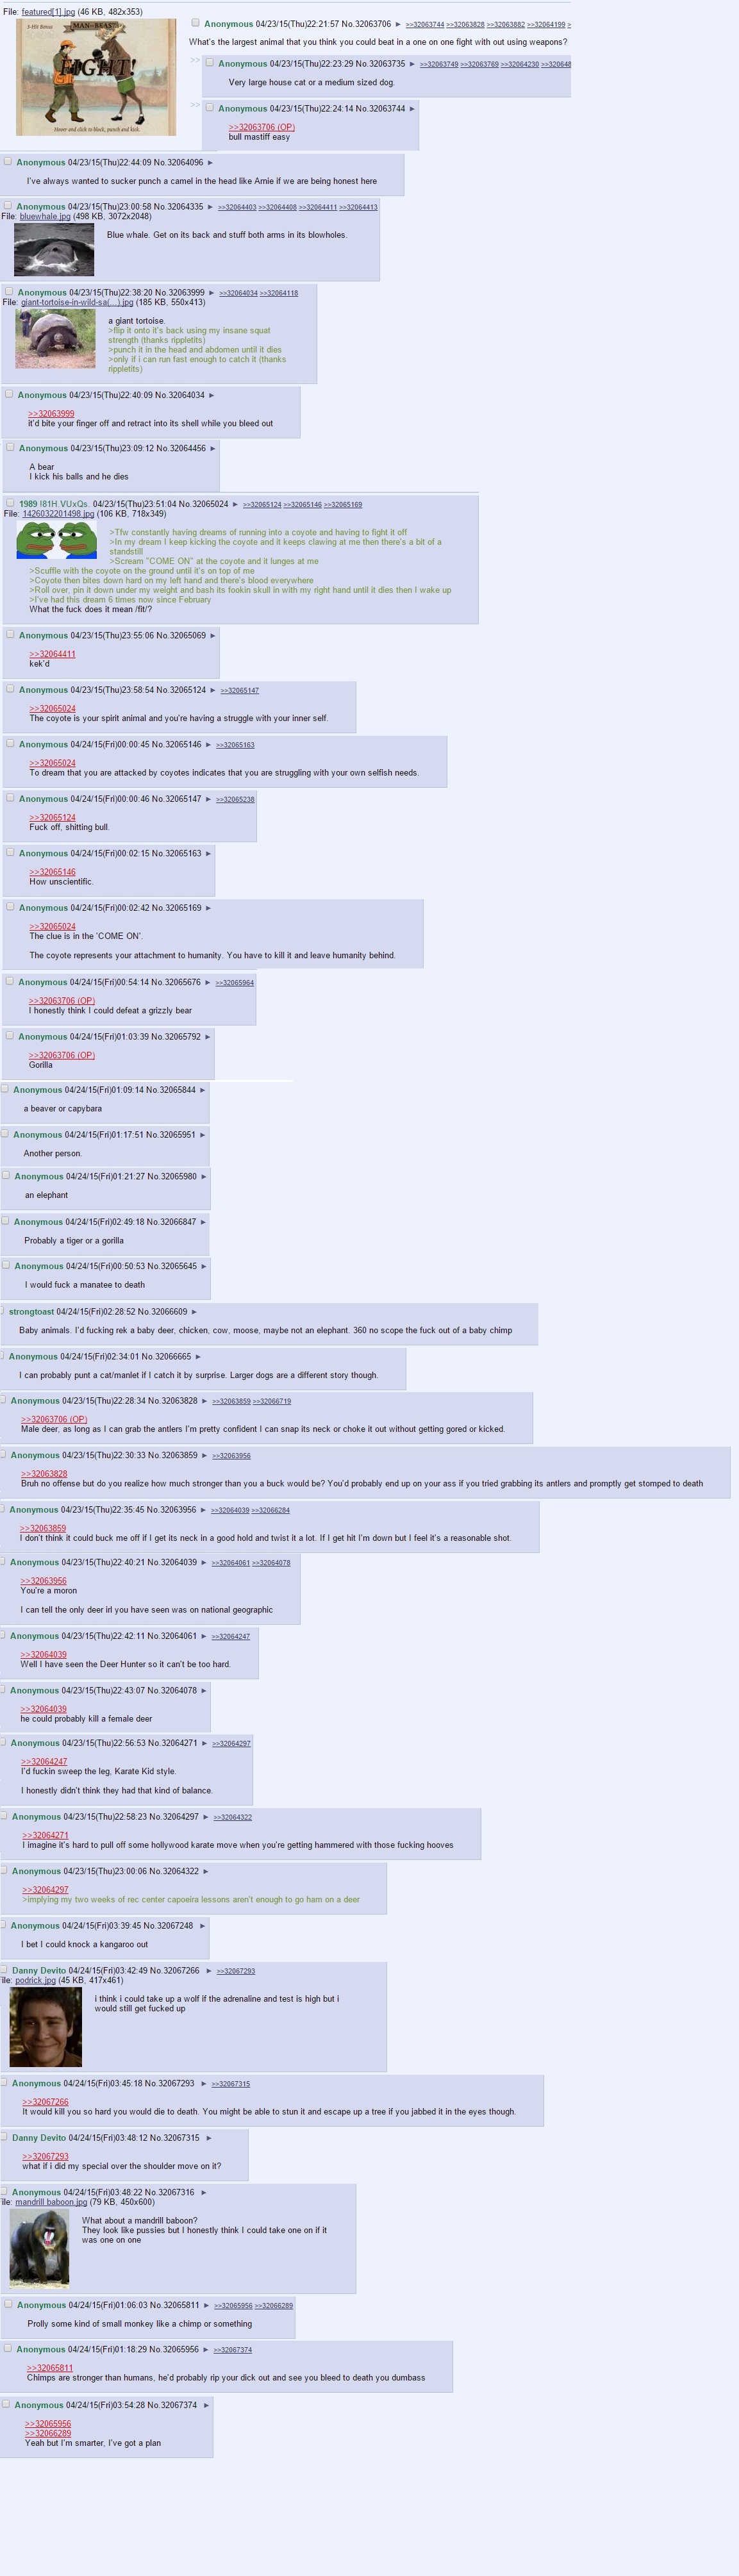 File: featured[1].jpg (46 KB, 482x353)
3-Hit Bonus
MAN-BEAST
FIGHT!
Hover and click to block, punch and kick.
Anonymous 04/23/15(Thu)22:21:57 No.32063706 ► >>32063744 >>32063828 >>32063882 >>32064199 >
What's the largest animal that you think you could beat in a one on one fight with out using weapons?
>> Anonymous 04/23/15(Thu)22:23:29 No.32063735 ► >>32063749 >>32063769 >>32064230 >>320648
Very large house cat or a medium sized dog.
>> Anonymous 04/23/15(Thu)22:24:14 No.32063744 ►
>>32063706 (OP)
bull mastiff easy
Anonymous 04/23/15(Thu)22:44:09 No.32064096 ►
I've always wanted to sucker punch a camel in the head like Arnie if we are being honest here
Anonymous 04/23/15(Thu)23:00:58 No.32064335 ► >>32064403 >>32064408 >>32064411 >>32064413
File: bluewhale.jpg (498 KB, 3072x2048)
Blue whale. Get on its back and stuff both arms in its blowholes.
Anonymous 04/23/15(Thu)22:38:20 No.32063999 ► >>32064034 >>32064118
File: giant-tortoise-in-wild-sa(...).jpg (185 KB, 550x413)
a giant tortoise.
>flip it onto it's back using my insane squat
strength (thanks rippletits)
>punch it in the head and abdomen until it dies
>only if i can run fast enough to catch it (thanks
rippletits)
Anonymous 04/23/15(Thu)22:40:09 No.32064034 ►
>>32063999
it'd bite your finger off and retract into its shell while you bleed out
Anonymous 04/23/15(Thu)23:09:12 No.32064456 ►
A bear
I kick his balls and he dies
1989 !81H.VUxQs. 04/23/15(Thu)23:51:04 No.32065024 ► >>32065124 >>32065146 >>32065169
File: 1426032201498.jpg (106 KB, 718x349)
>Tfw constantly having dreams of running into a coyote and having to fight it off
>In my dream I keep kicking the coyote and it keeps clawing at me then there's a bit of a
standstill
>Scream "COME ON" at the coyote and it lunges at me
>Scuffle with the coyote on the ground until it's on top of me
>Coyote then bites down hard on my left hand and there's blood everywhere
>Roll over, pin it down under my weight and bash its fookin skull in with my right hand until it dies then I wake up
>I've had this dream 6 times now since February
What the fuck does it mean /fit/?
Anonymous 04/23/15(Thu)23:55:06 No.32065069 ►
>>32064411
kek'd
Anonymous 04/23/15(Thu)23:58:54 No.32065124 ► >>32065147
>>32065024
The coyote is your spirit animal and you're having a struggle with your inner self.
Anonymous 04/24/15(Fri)00:00:45 No.32065146 ► >>32065163
>>32065024
To dream that you are attacked by coyotes indicates that you are struggling with your own selfish needs.
Anonymous 04/24/15(Fri)00:00:46 No.32065147 ► >>32065238
>>32065124
Fuck off, shitting bull.
Anonymous 04/24/15(Fri)00:02:15 No.32065163 ►
>>32065146
How unscientific.
Anonymous 04/24/15(Fri)00:02:42 No.32065169 ►
>>32065024
The clue is in the 'COME ON'.
The coyote represents your attachment to humanity. You have to kill it and leave humanity behind.
Anonymous 04/24/15(Fri)00:54:14 No.32065676 ► >>32065964
>>32063706 (OP)
I honestly think I could defeat a grizzly bear
Anonymous 04/24/15(Fri)01:03:39 No.32065792 ►
>>32063706 (OP)
Gorilla
Anonymous 04/24/15(Fri)01:09:14 No.32065844 ►
a beaver or capybara
Anonymous 04/24/15(Fri)01:17:51 No.32065951 ►
Another person.
Anonymous 04/24/15(Fri)01:21:27 No.32065980 ►
an elephant
Anonymous 04/24/15(Fri)02:49:18 No.32066847 ►
Probably a tiger or a gorilla
Anonymous 04/24/15(Fri)00:50:53 No.32065645 ►
I would fuck a manatee to death
strongtoast 04/24/15(Fri)02:28:52 No.32066609 ►
Baby animals. I'd fucking rek a baby deer, chicken, cow, moose, maybe not an elephant. 360 no scope the fuck out of a baby chimp
Anonymous 04/24/15(Fri)02:34:01 No.32066665 ►
I can probably punt a cat/manlet if I catch it by surprise. Larger dogs are a different story though.
Anonymous 04/23/15(Thu)22:28:34 No.32063828 ► >>32063859 >>32066719
>>32063706 (OP)
Male deer, as long as I can grab the antlers I'm pretty confident I can snap its neck or choke it out without getting gored or kicked.
Anonymous 04/23/15(Thu)22:30:33 No.32063859 ► >>32063956
>>32063828
Bruh no offense but do you realize how much stronger than you a buck would be? You'd probably end up on your ass if you tried grabbing its antlers and promptly get stomped to death
Anonymous 04/23/15(Thu)22:35:45 No.32063956 ► >>32064039 >>32066284
>>32063859
I don't think it could buck me off if I get its neck in a good hold and twist it a lot. If I get hit I'm down but I feel it's a reasonable shot.
Anonymous 04/23/15(Thu)22:40:21 No.32064039 ► >>32064061 >>32064078
>>32063956
You're a moron
I can tell the only deer irl you have seen was on national geographic
Anonymous 04/23/15(Thu)22:42:11 No.32064061 ► >>32064247
>>32064039
Well I have seen the Deer Hunter so it can't be too hard.
Anonymous 04/23/15(Thu)22:43:07 No.32064078 ►
>>32064039
he could probably kill a female deer
Anonymous 04/23/15(Thu)22:56:53 No.32064271 ► >>32064297
>>32064247
I'd fuckin sweep the leg, Karate Kid style.
I honestly didn't think they had that kind of balance.
Anonymous 04/23/15(Thu)22:58:23 No.32064297 ► >>32064322
>>32064271
I imagine it's hard to pull off some hollywood karate move when you're getting hammered with those fucking hooves
Anonymous 04/23/15(Thu)23:00:06 No.32064322 ►
>>32064297
>implying my two weeks of rec center capoeira lessons aren't enough to go ham on a deer
Anonymous 04/24/15(Fri)03:39:45 No.32067248 ►
I bet I could knock a kangaroo out
Danny Devito 04/24/15(Fri)03:42:49 No.32067266 ► >>32067293
ile: podrick.jpg (45 KB, 417x461)
i think i could take up a wolf if the adrenaline and test is high but i
would still get fucked up
Anonymous 04/24/15(Fri)03:45:18 No.32067293 ► >>32067315
>>32067266
It would kill you so hard you would die to death. You might be able to stun it and escape up a tree if you jabbed it in the eyes though.
Danny Devito 04/24/15(Fri)03:48:12 No.32067315 ►
>>32067293
what if i did my special over the shoulder move on it?
Anonymous 04/24/15(Fri)03:48:22 No.32067316 ►
ile: mandrill baboon.jpg (79 KB, 450x600)
What about a mandrill baboon?
They look like pussies but I honestly think I could take one on if it
was one on one
Anonymous 04/24/15(Fri)01:06:03 No.32065811 ► >>32065956 >>32066289
Prolly some kind of small monkey like a chimp or something
Anonymous 04/24/15(Fri)01:18:29 No.32065956 ► >>32067374
>>32065811
Chimps are stronger than humans, he'd probably rip your dick out and see you bleed to death you dumbass
Anonymous 04/24/15(Fri)03:54:28 No.32067374 ►
>>32065956
>>32066289
Yeah but I'm smarter, I've got a plan